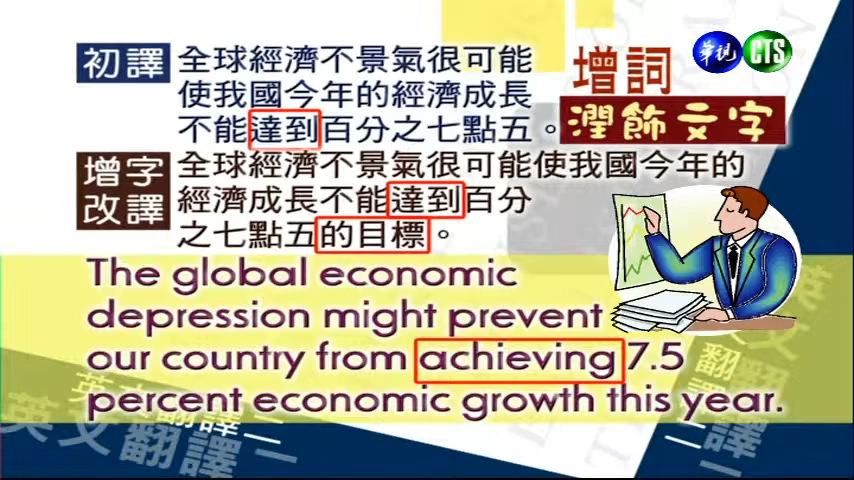 華視 CTS
增詞
潤飾文字
初譯
全球經濟不景氣很可能
使我國今年的經濟成長
不能達到百分之七點五。
增字
改譯
全球經濟不景氣很可能使我國今年的
經濟成長不能達到百分
之七點五的目標。
The global economic
depression might prevent
our country from achieving 7.5
percent economic growth this year.
英文翻譯二
英文翻譯二
英文
翻譯二